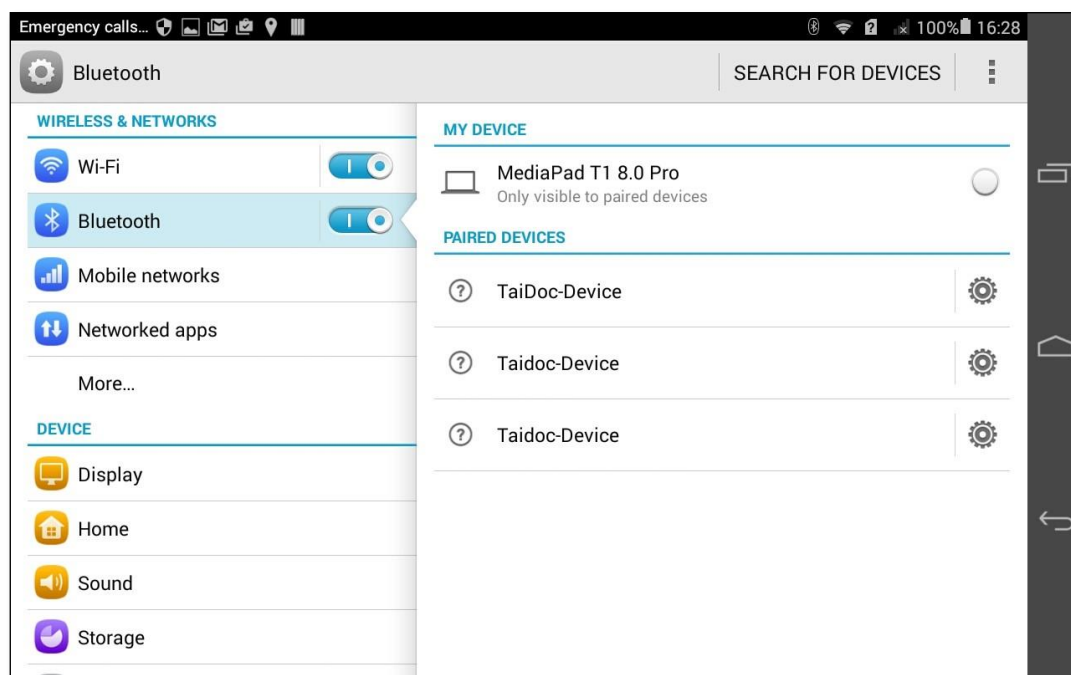 Emergency calls... 100% 16:28
Bluetooth SEARCH FOR DEVICES
WIRELESS & NETWORKS
Wi-Fi
Bluetooth
Mobile networks
Networked apps
More...
DEVICE
Display
Home
Sound
Storage
MY DEVICE
MediaPad T1 8.0 Pro
Only visible to paired devices
PAIRED DEVICES
TaiDoc-Device
Taidoc-Device
Taidoc-Device